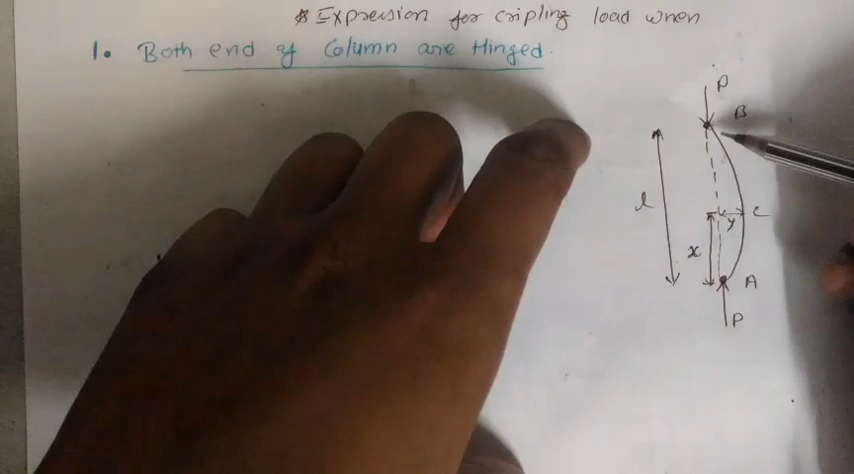 * Expression for cripling load when
1. Both end of Column are Hinged.
P
B
l
y
C
x
A
P